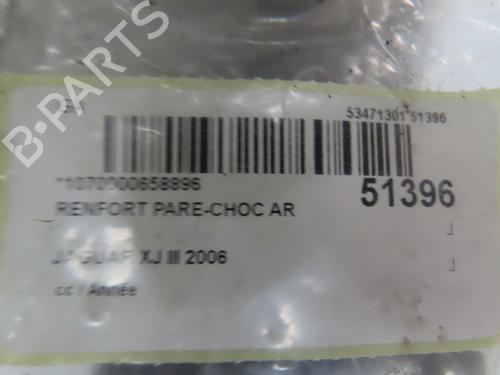 B-PARTS
53471301 51396
*1070000658896
51396
RENFORT PARE-CHOC AR
JAGUAR XJ III 2006
cc / Année